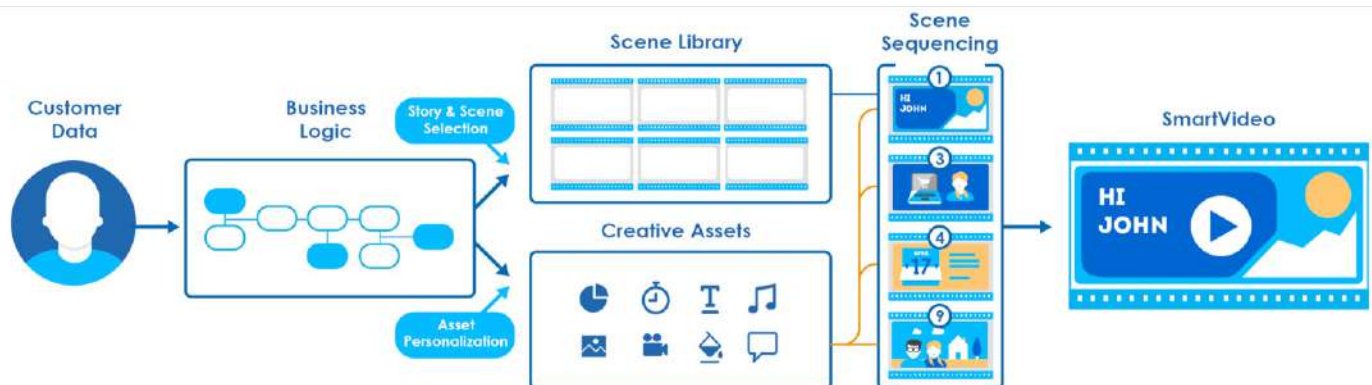 Customer
Data
Business
Logic
Story & Scene
Selection
Asset
Personalization
Scene Library
Creative Assets
T
Scene
Sequencing
1
HI
JOHN
3
4
APRIL
17
9
SmartVideo
HI
JOHN